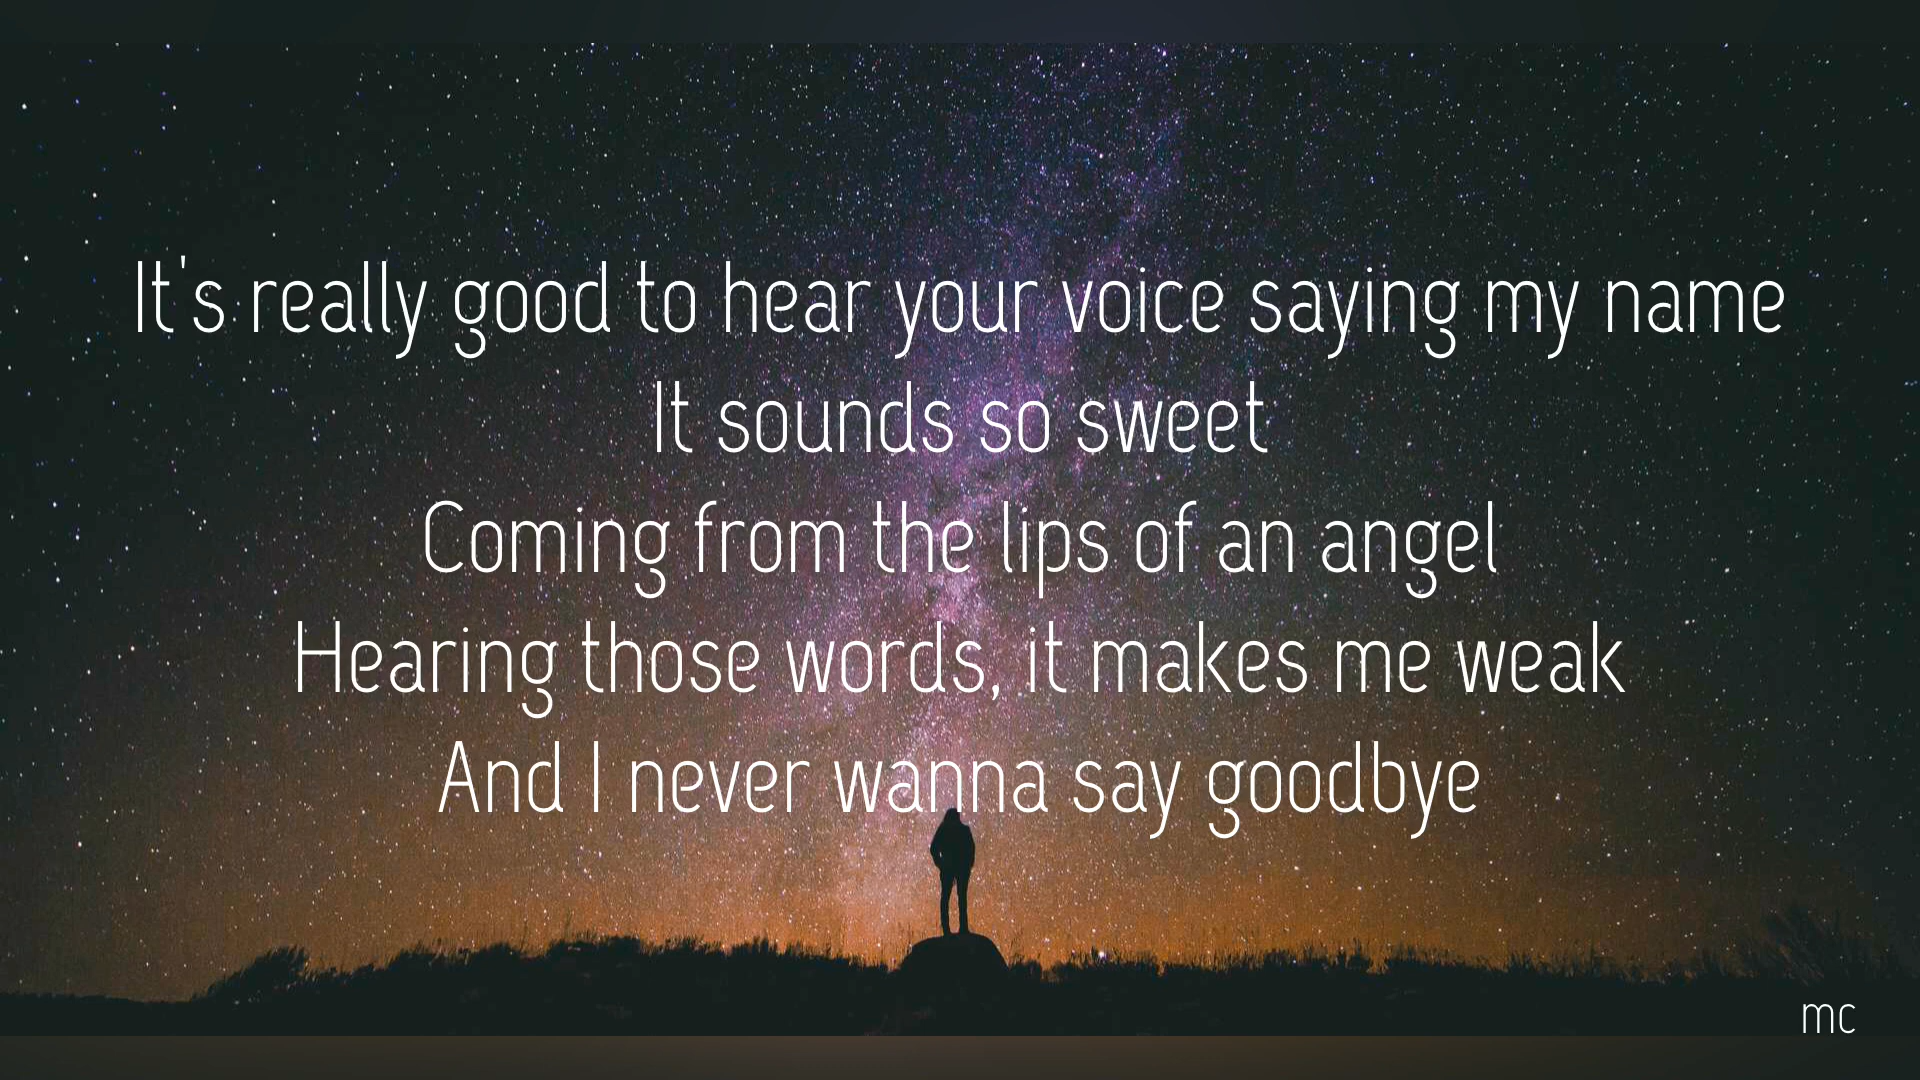 It's really good to hear your voice saying my name
It sounds so sweet
Coming from the lips of an angel
Hearing those words, it makes me weak
And I never wanna say goodbye
mc